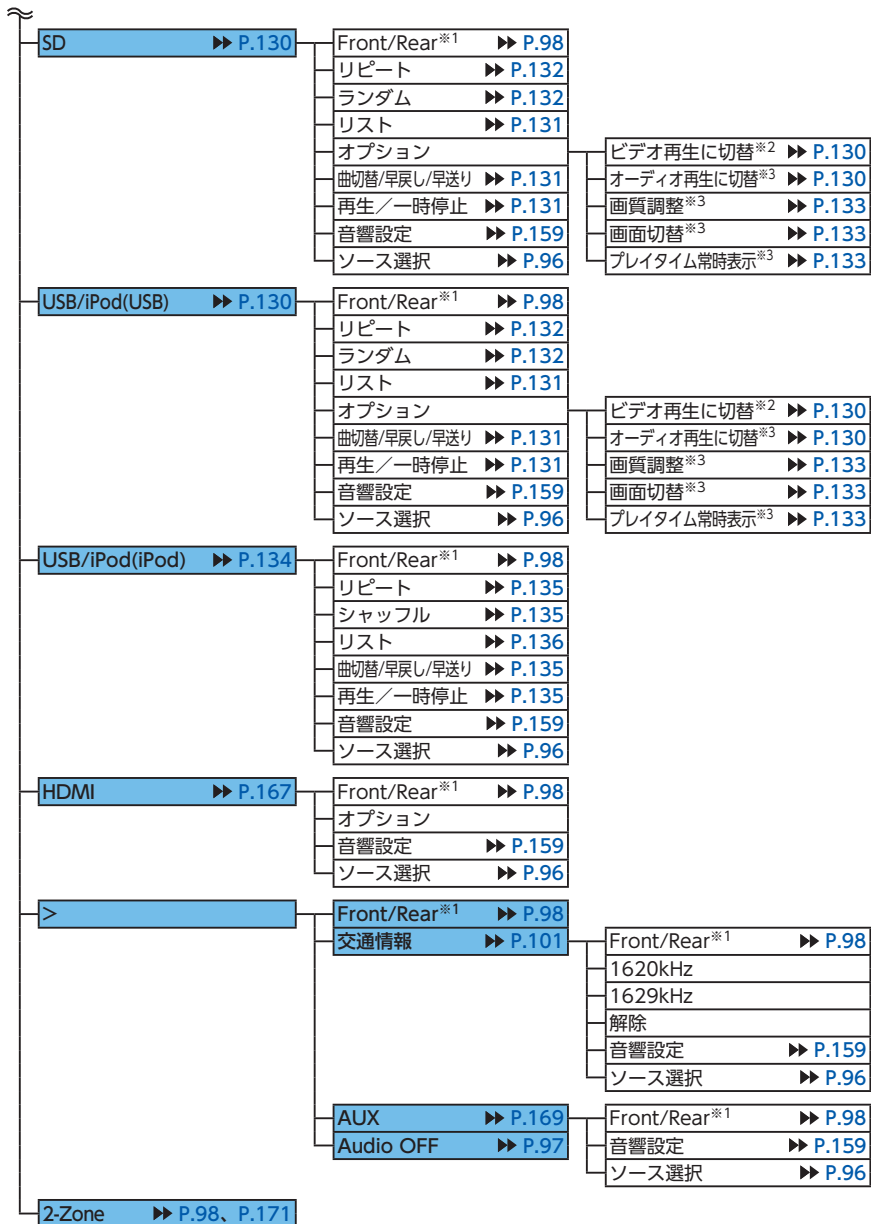 SD ▶▶ P.130
Front/Rear※1 ▶▶ P.98
リピート ▶▶ P.132
ランダム ▶▶ P.132
リスト ▶▶ P.131
オプション
ビデオ再生に切替※2 ▶▶ P.130
曲切替/早戻し/早送り ▶▶ P.131
オーディオ再生に切替※3 ▶▶ P.130
再生／一時停止 ▶▶ P.131
画質調整※3 ▶▶ P.133
音響設定 ▶▶ P.159
画面切替※3 ▶▶ P.133
ソース選択 ▶▶ P.96
プレイタイム常時表示※3 ▶▶ P.133
USB/iPod(USB) ▶▶ P.130
Front/Rear※1 ▶▶ P.98
リピート ▶▶ P.132
ランダム ▶▶ P.132
リスト ▶▶ P.131
オプション
ビデオ再生に切替※2 ▶▶ P.130
曲切替/早戻し/早送り ▶▶ P.131
オーディオ再生に切替※3 ▶▶ P.130
再生／一時停止 ▶▶ P.131
画質調整※3 ▶▶ P.133
音響設定 ▶▶ P.159
画面切替※3 ▶▶ P.133
ソース選択 ▶▶ P.96
プレイタイム常時表示※3 ▶▶ P.133
USB/iPod(iPod) ▶▶ P.134
Front/Rear※1 ▶▶ P.98
リピート ▶▶ P.135
シャッフル ▶▶ P.135
リスト ▶▶ P.136
曲切替/早戻し/早送り ▶▶ P.135
再生／一時停止 ▶▶ P.135
音響設定 ▶▶ P.159
ソース選択 ▶▶ P.96
HDMI ▶▶ P.167
Front/Rear※1 ▶▶ P.98
オプション
音響設定 ▶▶ P.159
ソース選択 ▶▶ P.96
>
Front/Rear※1 ▶▶ P.98
交通情報 ▶▶ P.101
Front/Rear※1 ▶▶ P.98
1620kHz
1629kHz
解除
音響設定 ▶▶ P.159
ソース選択 ▶▶ P.96
AUX ▶▶ P.169
Front/Rear※1 ▶▶ P.98
Audio OFF ▶▶ P.97
音響設定 ▶▶ P.159
ソース選択 ▶▶ P.96
2-Zone ▶▶ P.98、P.171